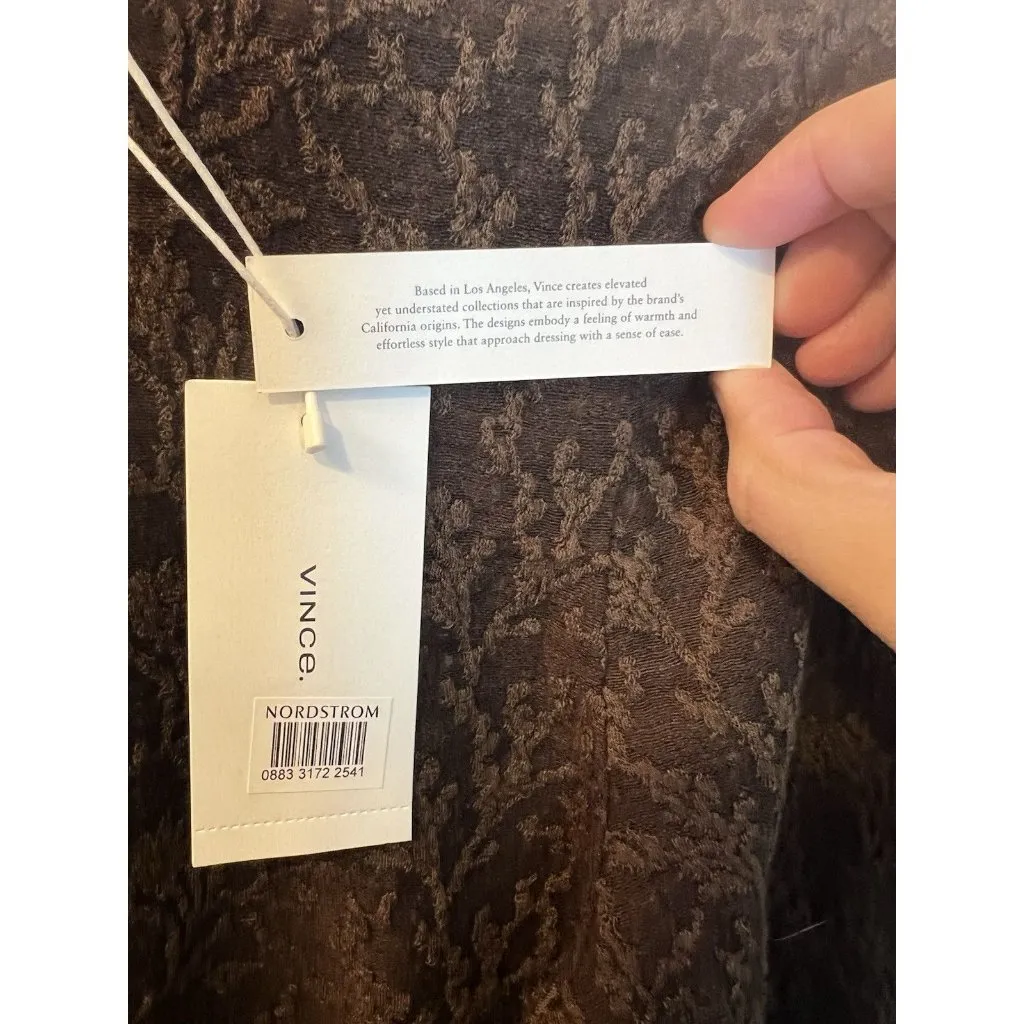 Based in Los Angeles, Vince creates elevated
yet understated collections that are inspired by the brand's
California origins. The designs embody a feeling of warmth and
effortless style that approach dressing with a sense of ease.
VINCE.
NORDSTROM
0883 3172 2541